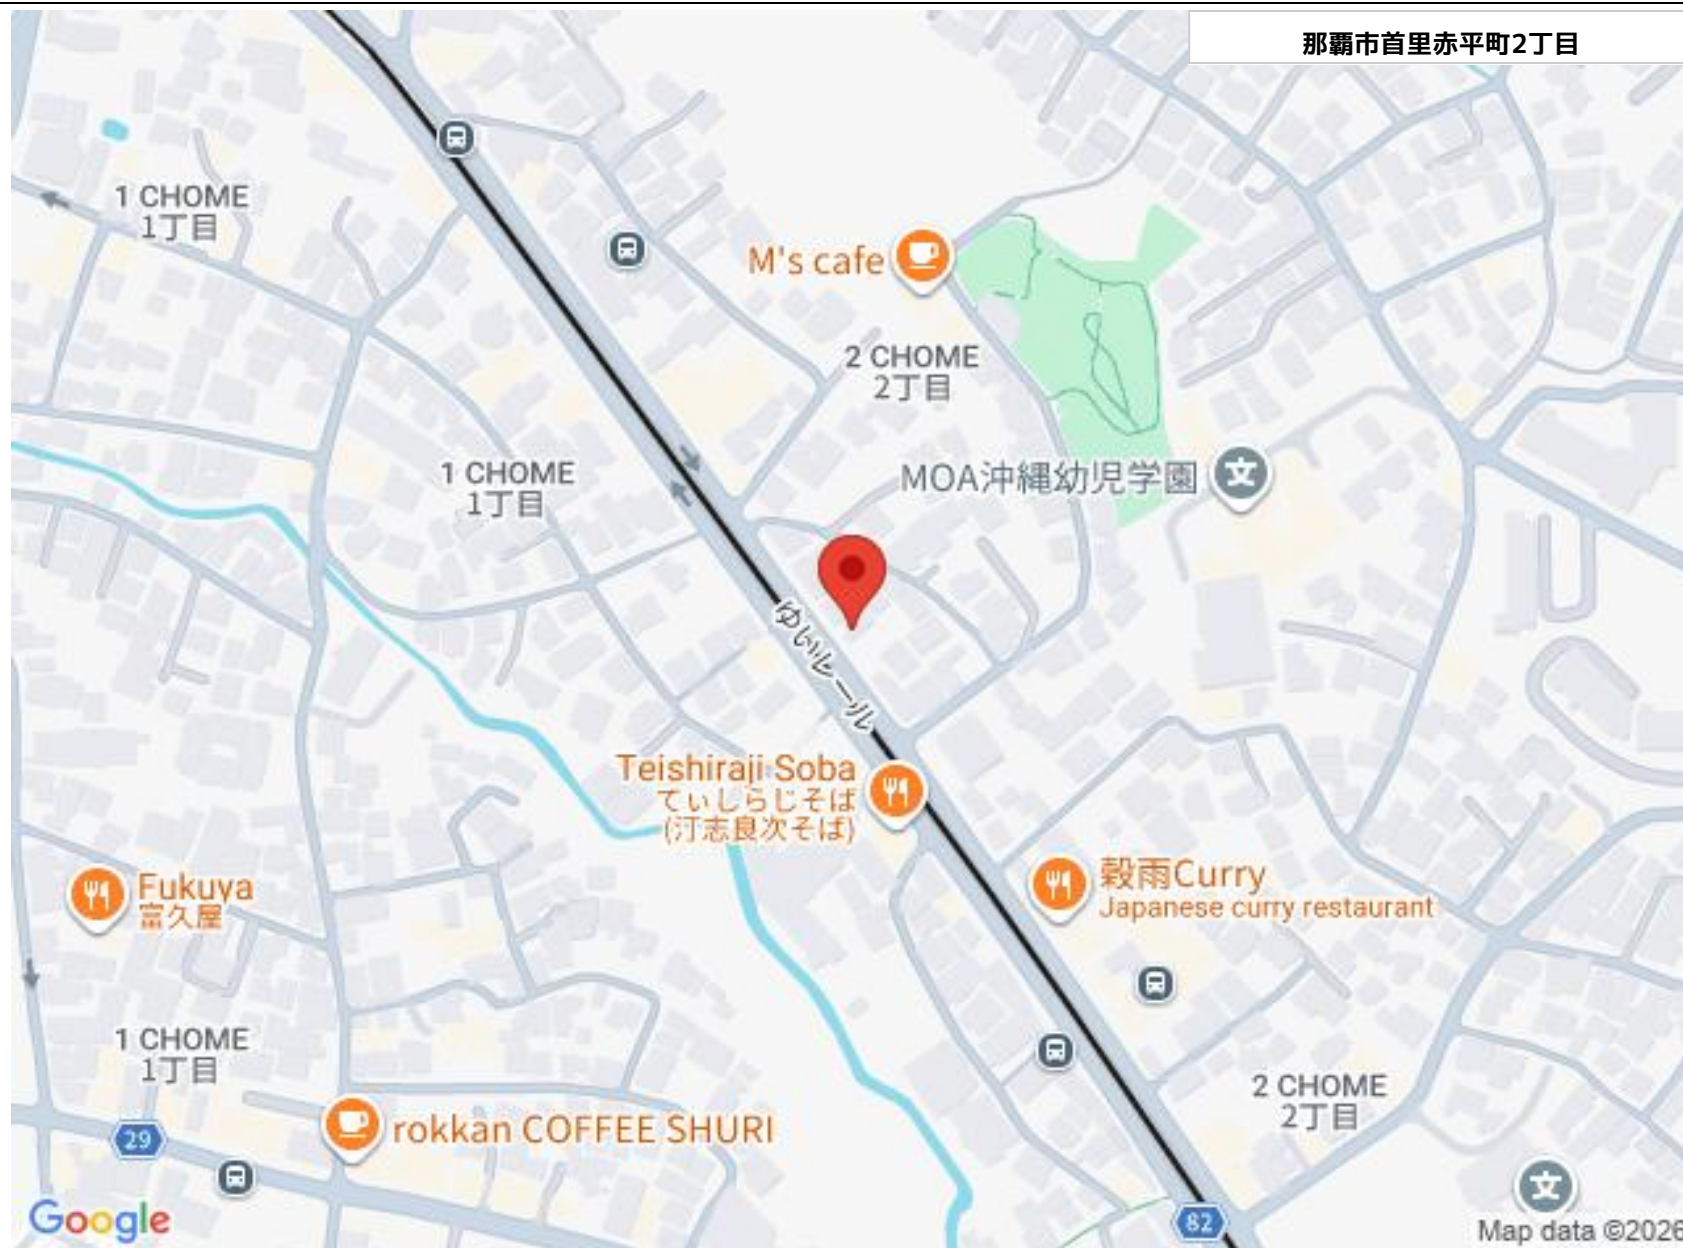 那覇市首里赤平町2丁目
1 CHOME
1丁目
M's cafe
2 CHOME
2丁目
1 CHOME
1丁目
MOA沖縄幼児学園
文
ゆいレール
Teishiraji Soba
てぃしらじそば
(汀志良次そば)
穀雨Curry
Japanese curry restaurant
Fukuya
富久屋
1 CHOME
1丁目
2 CHOME
2丁目
rokkan COFFEE SHURI
29
文
82
Google
Map data ©2026